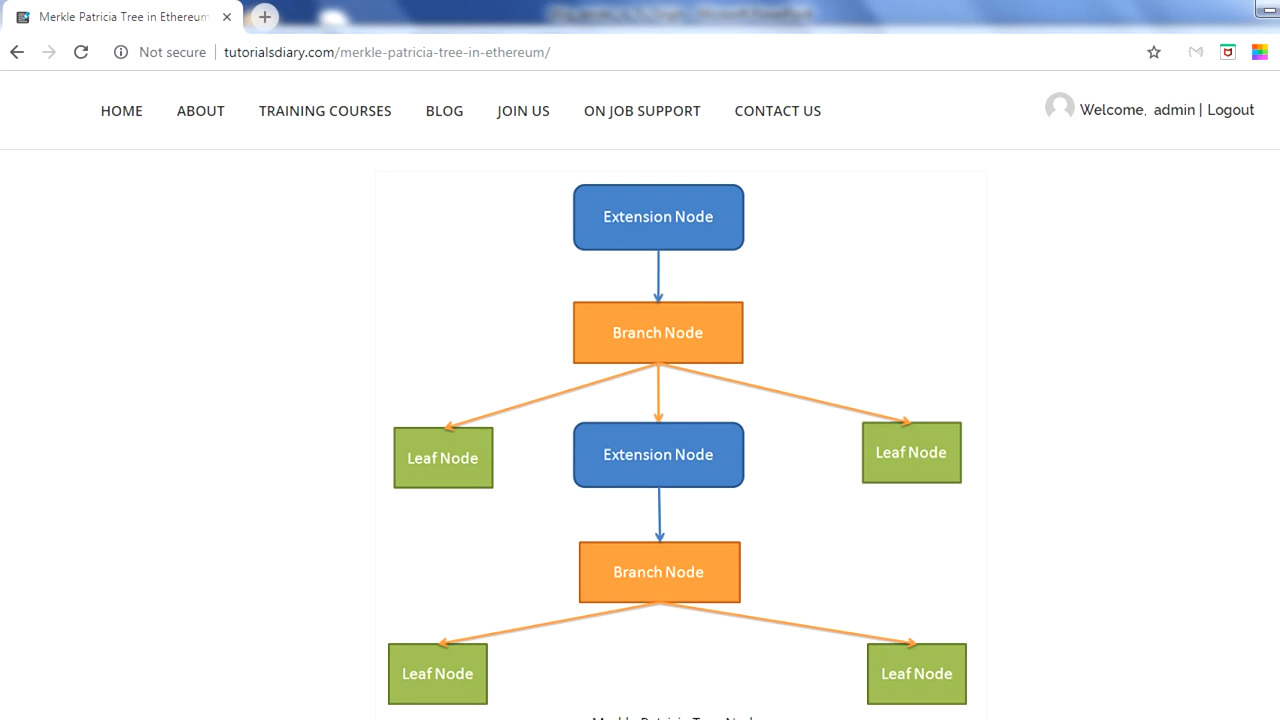 Merkle Patricia Tree in Ethereum
Not secure
tutorialsdiary.com/merkle-patricia-tree-in-ethereum/
HOME ABOUT TRAINING COURSES BLOG JOIN US ON JOB SUPPORT CONTACT US
Welcome, admin | Logout
Extension Node
Branch Node
Leaf Node Extension Node Leaf Node
Branch Node
Leaf Node Leaf Node